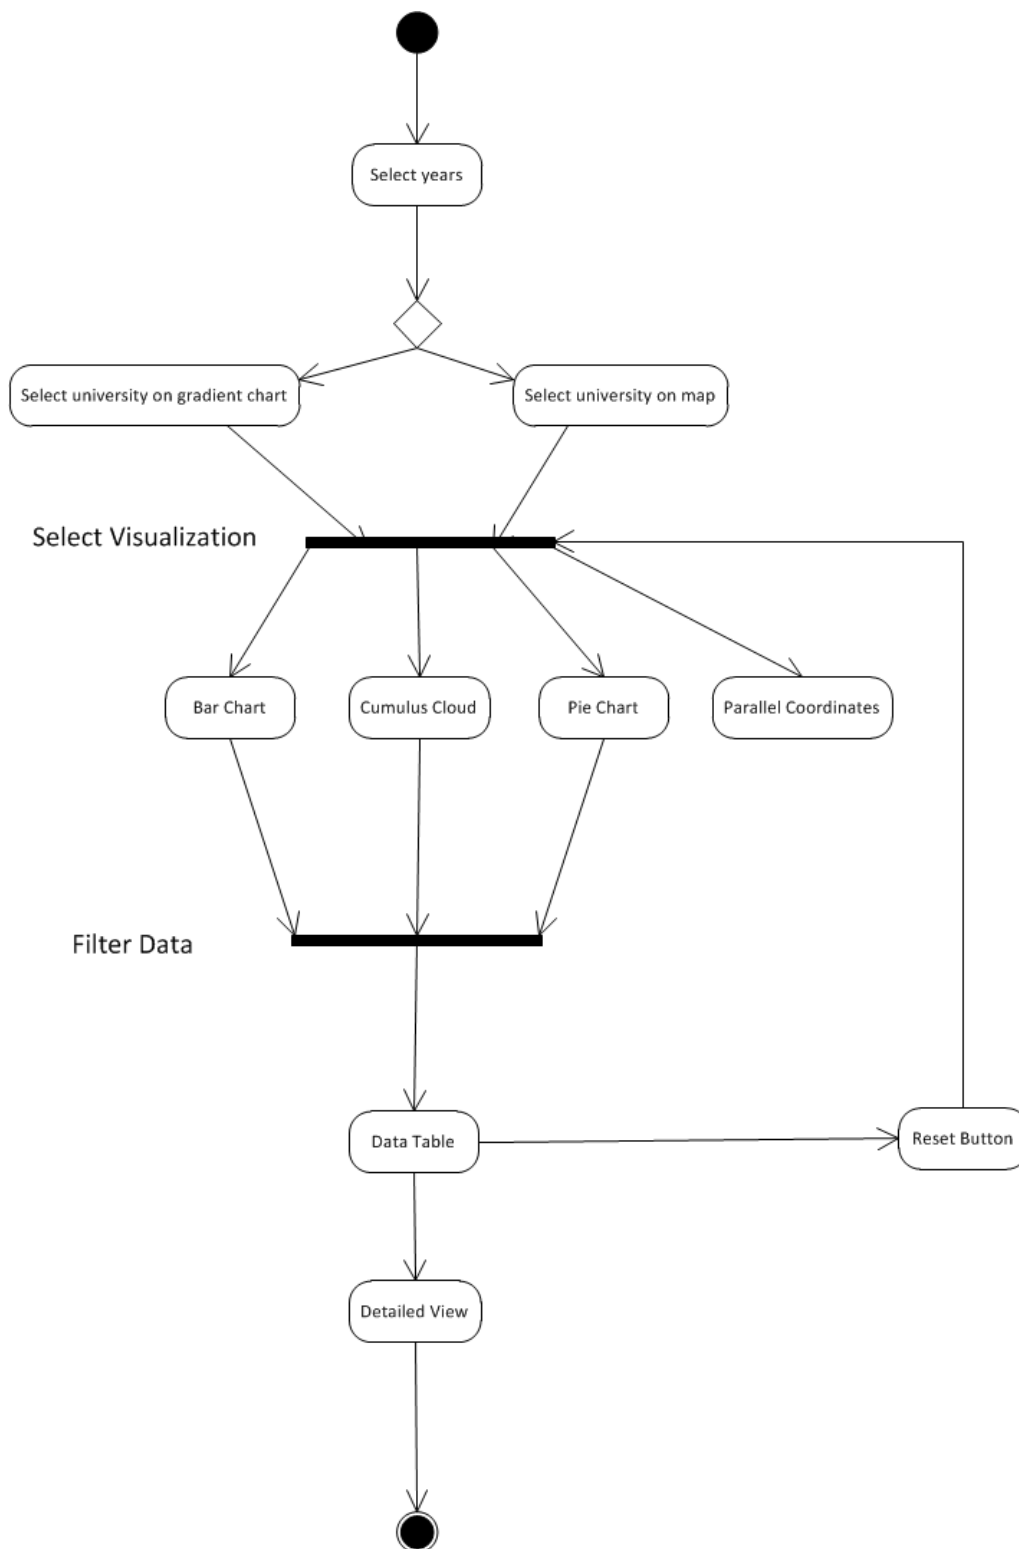 Select years
Select university on gradient chart
Select university on map
Select Visualization
Bar Chart
Cumulus Cloud
Pie Chart
Parallel Coordinates
Filter Data
Data Table
Reset Button
Detailed View